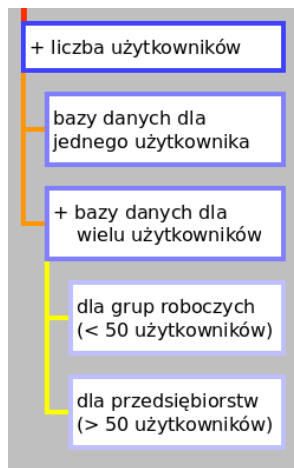 + liczba użytkowników
bazy danych dla
jednego użytkownika
+ bazy danych dla
wielu użytkowników
dla grup roboczych
(< 50 użytkowników)
dla przedsiębiorstw
(> 50 użytkowników)